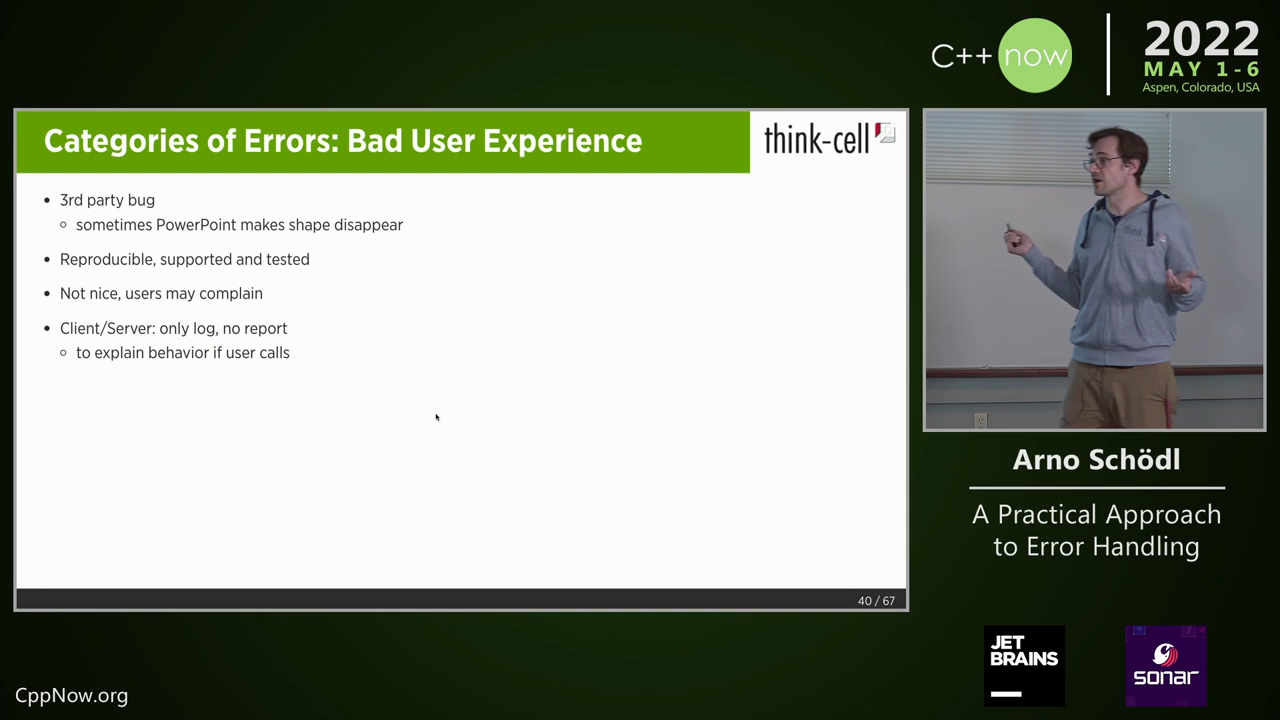 C++ now
2022
MAY 1-6
Aspen, Colorado, USA
Categories of Errors: Bad User Experience
think-cell
3rd party bug
sometimes PowerPoint makes shape disappear
Reproducible, supported and tested
Not nice, users may complain
Client/Server: only log, no report
to explain behavior if user calls
40 / 67
Arno Schödl
A Practical Approach
to Error Handling
JET
BRAINS
sonar
CppNow.org